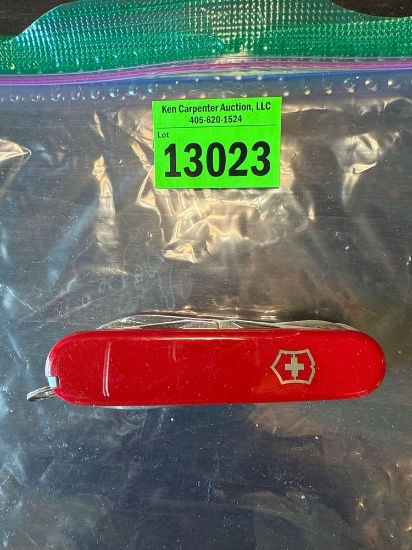 Ken Carpenter Auction, LLC
405-620-1524
Lot
13023